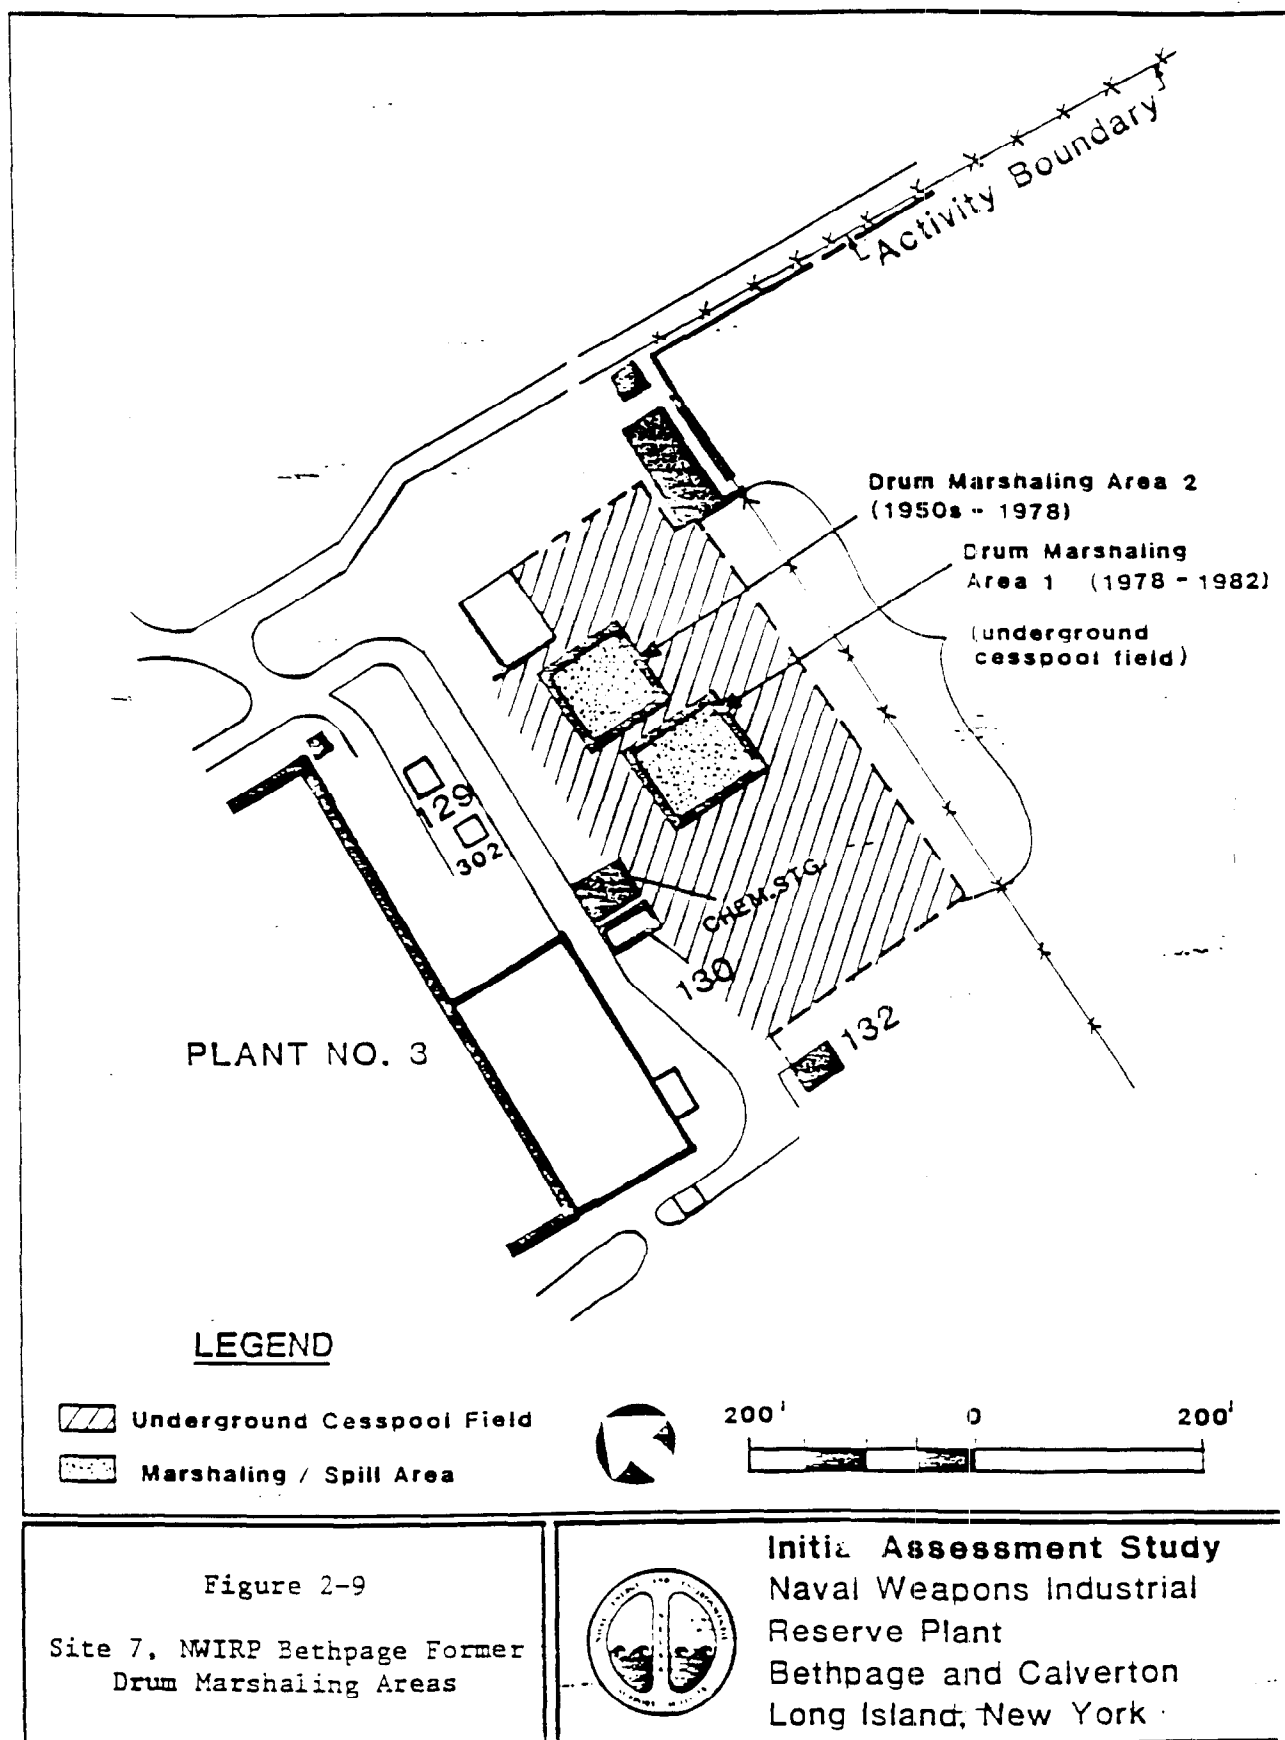 Activity Boundary
Drum Marshaling Area 2
(1950s - 1978)
Drum Marshaling
Area 1 (1978 - 1982)
(underground
cesspool field)
129
302
CHEM.STG.
130
132
PLANT NO. 3
LEGEND
Underground Cesspool Field
Marshaling / Spill Area
200' 0 200'
Figure 2-9
Site 7, NWIRP Bethpage Former
Drum Marshaling Areas
Assessment Study
Naval Weapons Industrial
Reserve Plant
Bethpage and Calverton
Long Island, New York